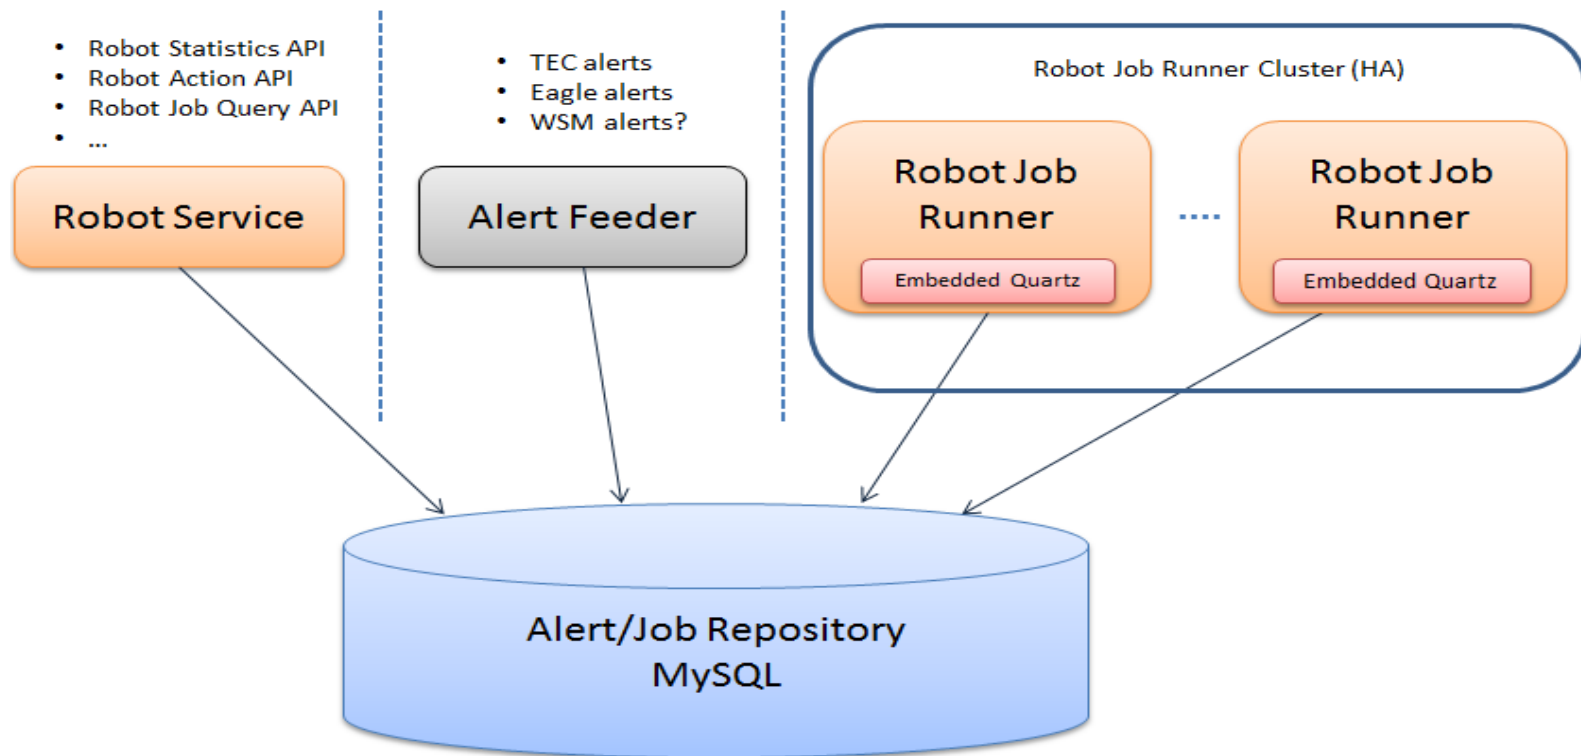 • Robot Statistics API
• Robot Action API
• Robot Job Query API
• ...
Robot Service
• TEC alerts
• Eagle alerts
• WSM alerts?
Alert Feeder
Robot Job Runner Cluster (HA)
Robot Job
Runner
Embedded Quartz
.....
Robot Job
Runner
Embedded Quartz
Alert/Job Repository
MySQL